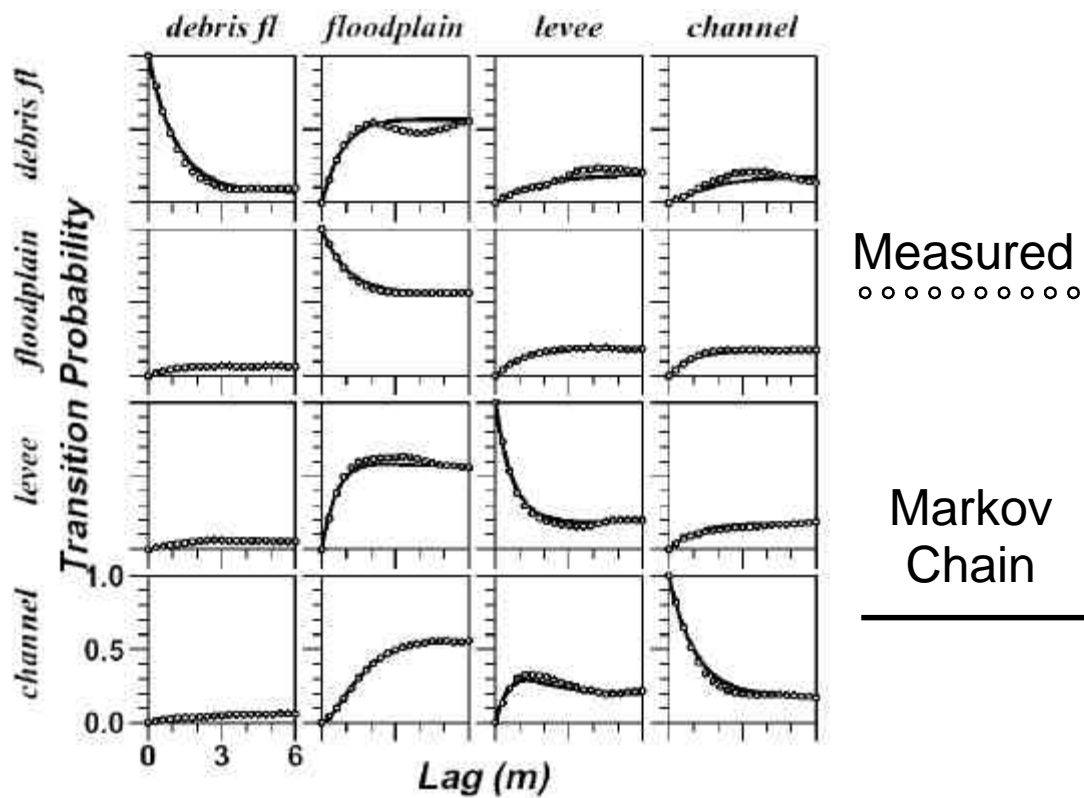 debris fl floodplain levee channel
debris fl
floodplain
levee
channel
Transition Probability
1.0
0.5
0.0
0 3 6
Lag (m)
Measured
Markov
Chain